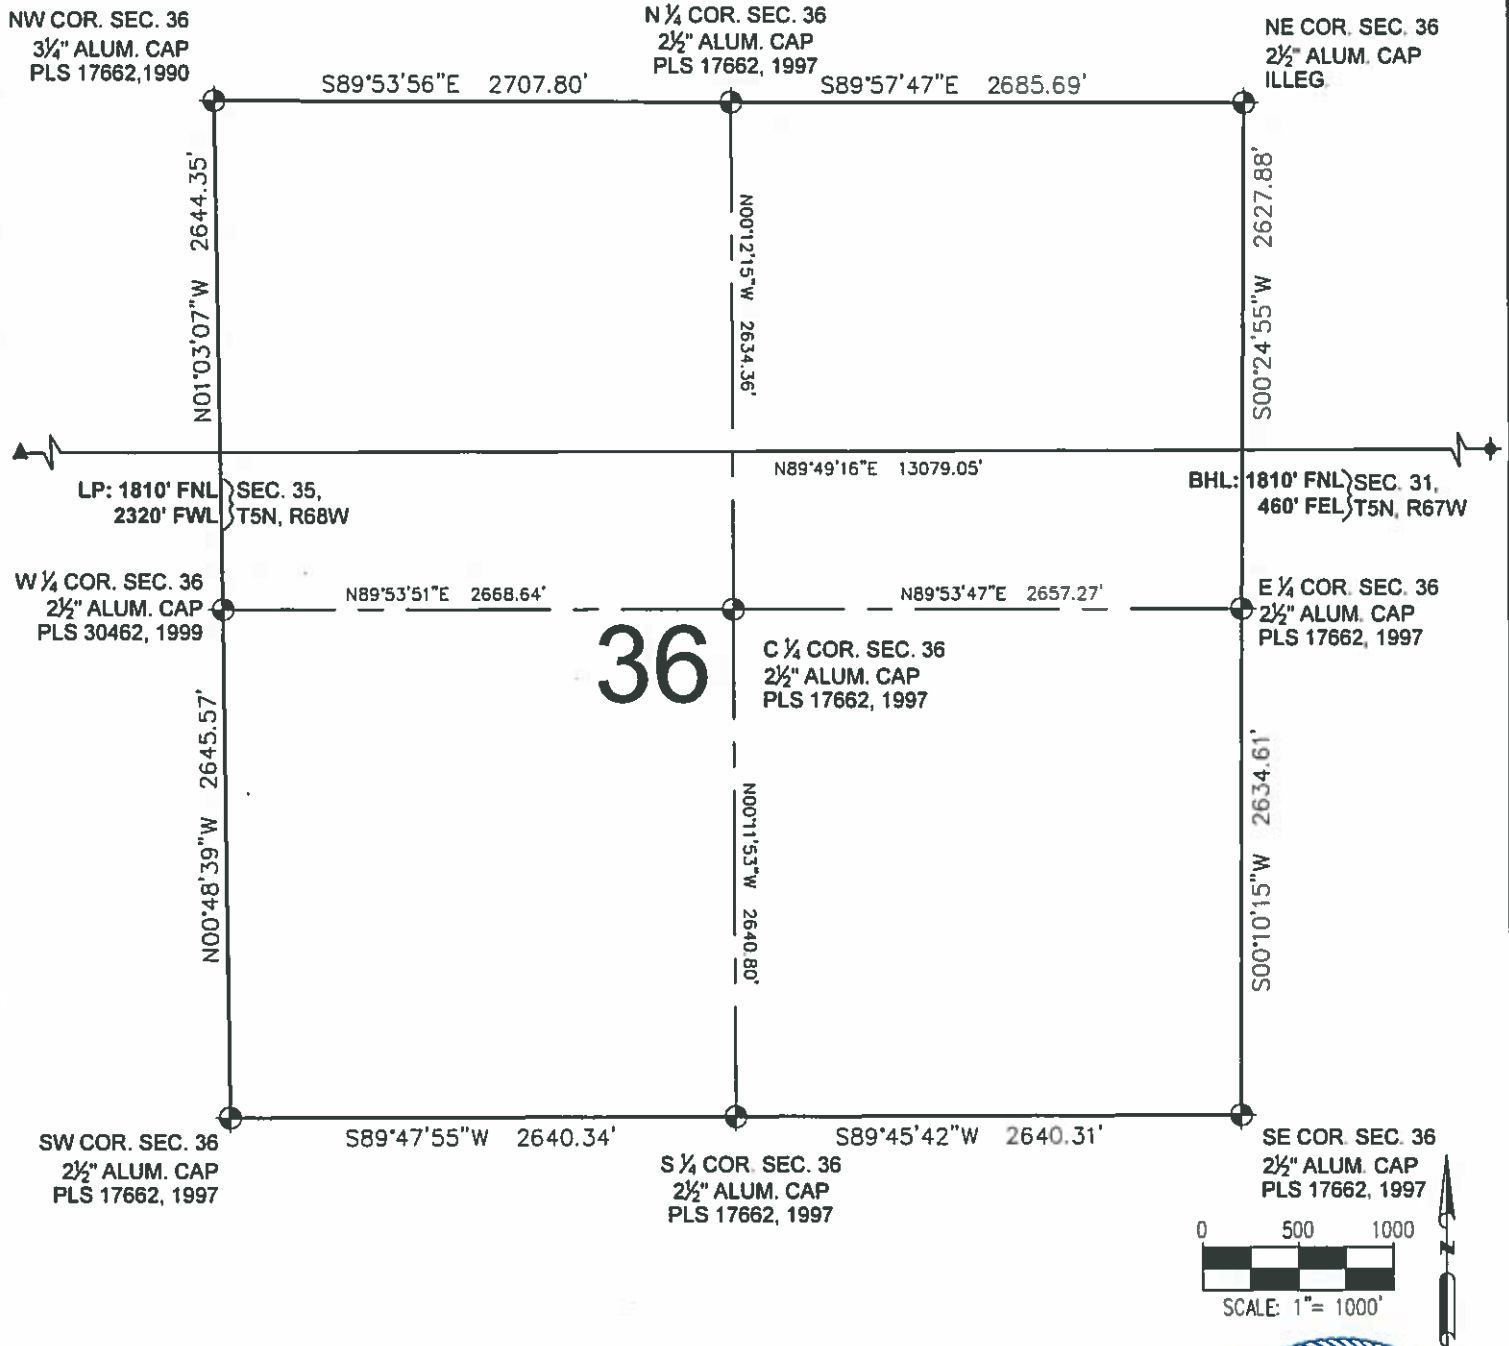 NW COR. SEC. 36
3¼" ALUM. CAP
PLS 17662,1990
N ¼ COR. SEC. 36
2½" ALUM. CAP
PLS 17662, 1997
NE COR. SEC. 36
2½" ALUM. CAP
ILLEG.
S89°53'56"E 2707.80'
S89°57'47"E 2685.69'
N01°03'07"W 2644.35'
N00°12'15"W 2634.36'
S00°24'55"W 2627.88'
N89°49'16"E 13079.05'
LP: 1810' FNL
2320' FWL
SEC. 35,
T5N, R68W
BHL: 1810' FNL
460' FEL
SEC. 31,
T5N, R67W
W ¼ COR. SEC. 36
2½" ALUM. CAP
PLS 30462, 1999
N89°53'51"E 2668.64'
N89°53'47"E 2657.27'
E ¼ COR. SEC. 36
2½" ALUM. CAP
PLS 17662, 1997
36
C ¼ COR. SEC. 36
2½" ALUM. CAP
PLS 17662, 1997
N00°48'39"W 2645.57'
N00°11'53"W 2640.80'
S00°10'15"W 2634.61'
S89°47'55"W 2640.34'
S89°45'42"W 2640.31'
SW COR. SEC. 36
2½" ALUM. CAP
PLS 17662, 1997
S ¼ COR. SEC. 36
2½" ALUM. CAP
PLS 17662, 1997
SE COR. SEC. 36
2½" ALUM. CAP
PLS 17662, 1997
0 500 1000
SCALE: 1"= 1000'
N